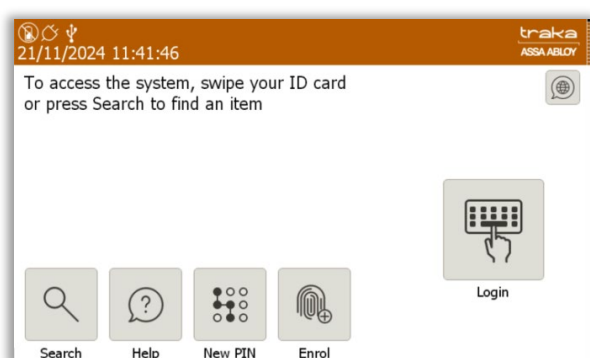 21/11/2024 11:41:46
traka
ASSA ABLOY
To access the system, swipe your ID card
or press Search to find an item
?
Login
Search Help New PIN Enrol